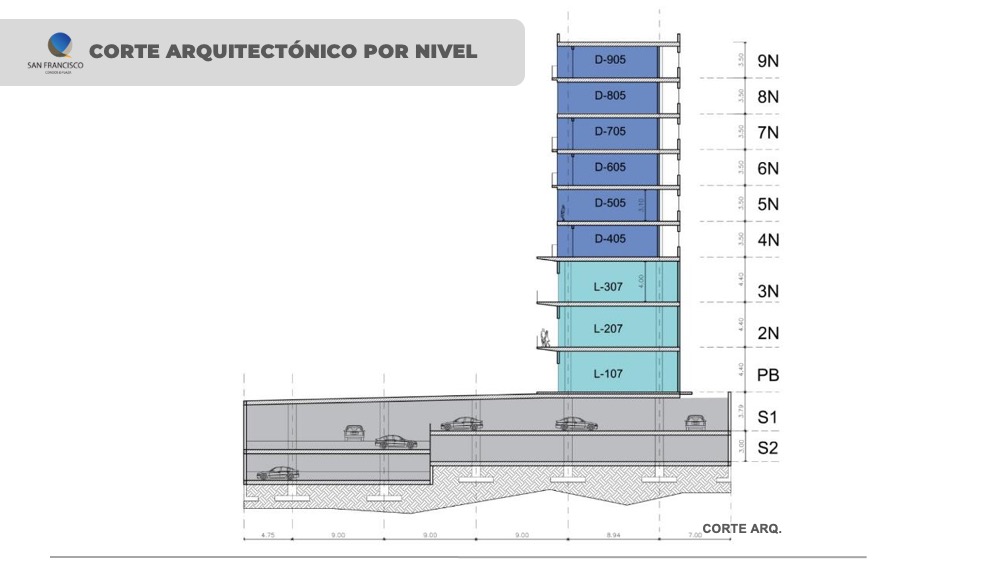 SAN FRANCISCO
CORTE ARQUITECTÓNICO POR NIVEL
D-905
3.50
9N
D-805
3.50
8N
D-705
3.50
7N
D-605
3.50
6N
D-505
3.10
3.50
5N
D-405
3.50
4N
L-307
4.00
4.40
3N
L-207
4.40
2N
L-107
4.40
PB
3.79
S1
3.00
S2
CORTE ARQ.
4.75 9.00 9.00 9.00 8.94 7.00